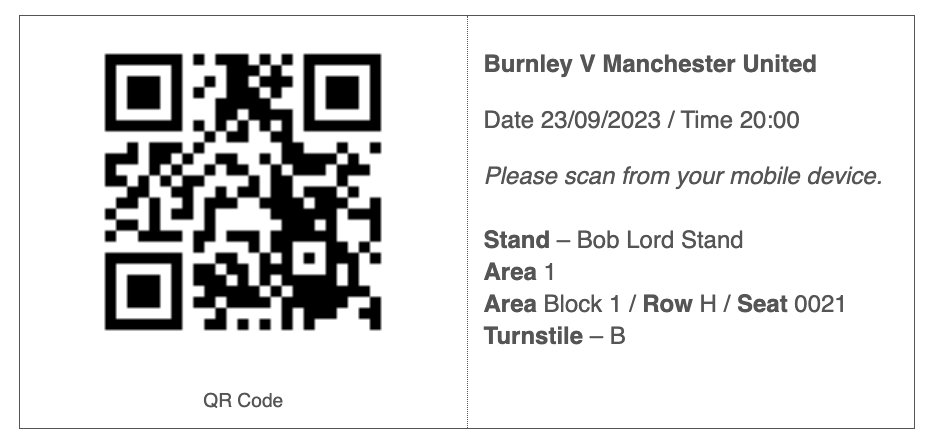 Burnley V Manchester United
Date 23/09/2023 / Time 20:00
Please scan from your mobile device.
Stand – Bob Lord Stand
Area 1
Area Block 1 / Row H / Seat 0021
Turnstile – B
QR Code